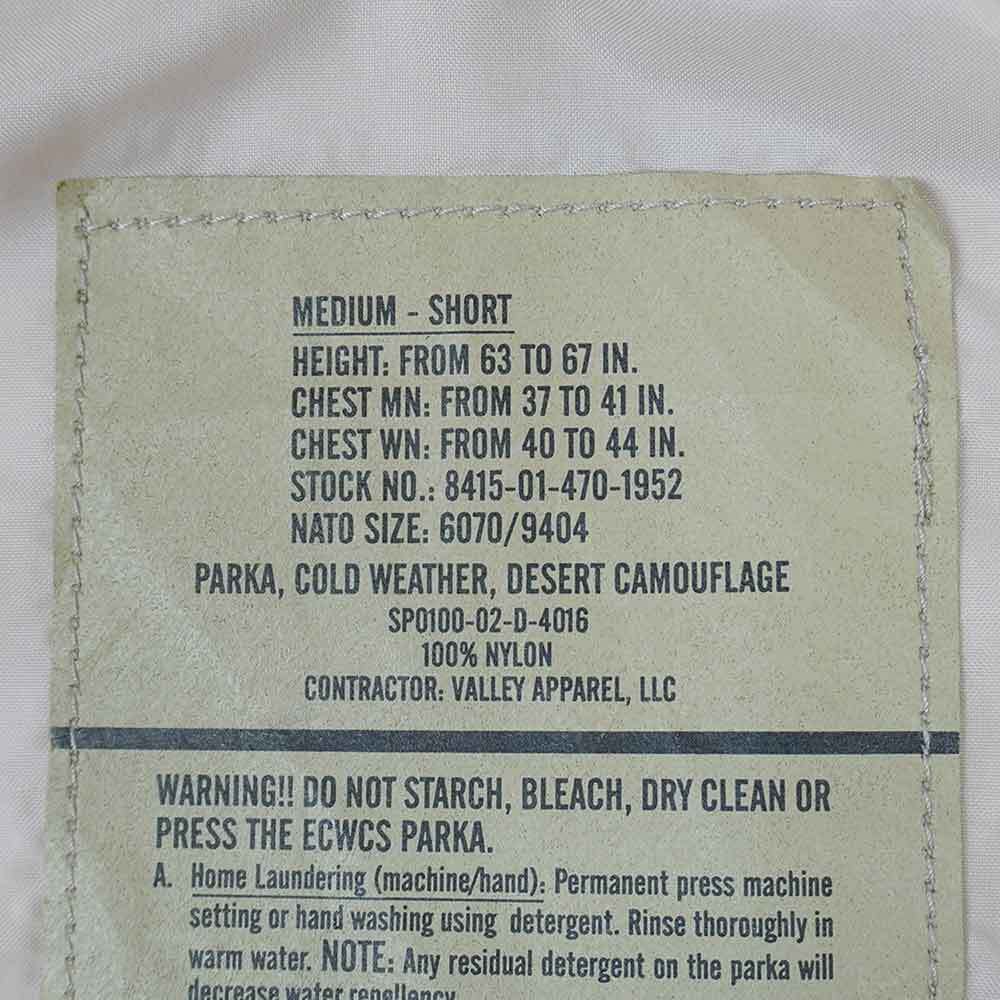 MEDIUM - SHORT
HEIGHT: FROM 63 TO 67 IN.
CHEST MN: FROM 37 TO 41 IN.
CHEST WN: FROM 40 TO 44 IN.
STOCK NO.: 8415-01-470-1952
NATO SIZE: 6070/9404
PARKA, COLD WEATHER, DESERT CAMOUFLAGE
SP0100-02-D-4016
100% NYLON
CONTRACTOR: VALLEY APPAREL, LLC
WARNING!! DO NOT STARCH, BLEACH, DRY CLEAN OR
PRESS THE ECWCS PARKA.
A. Home Laundering (machine/hand): Permanent press machine
setting or hand washing using detergent. Rinse thoroughly in
warm water. NOTE: Any residual detergent on the parka will
decrease water repellency.